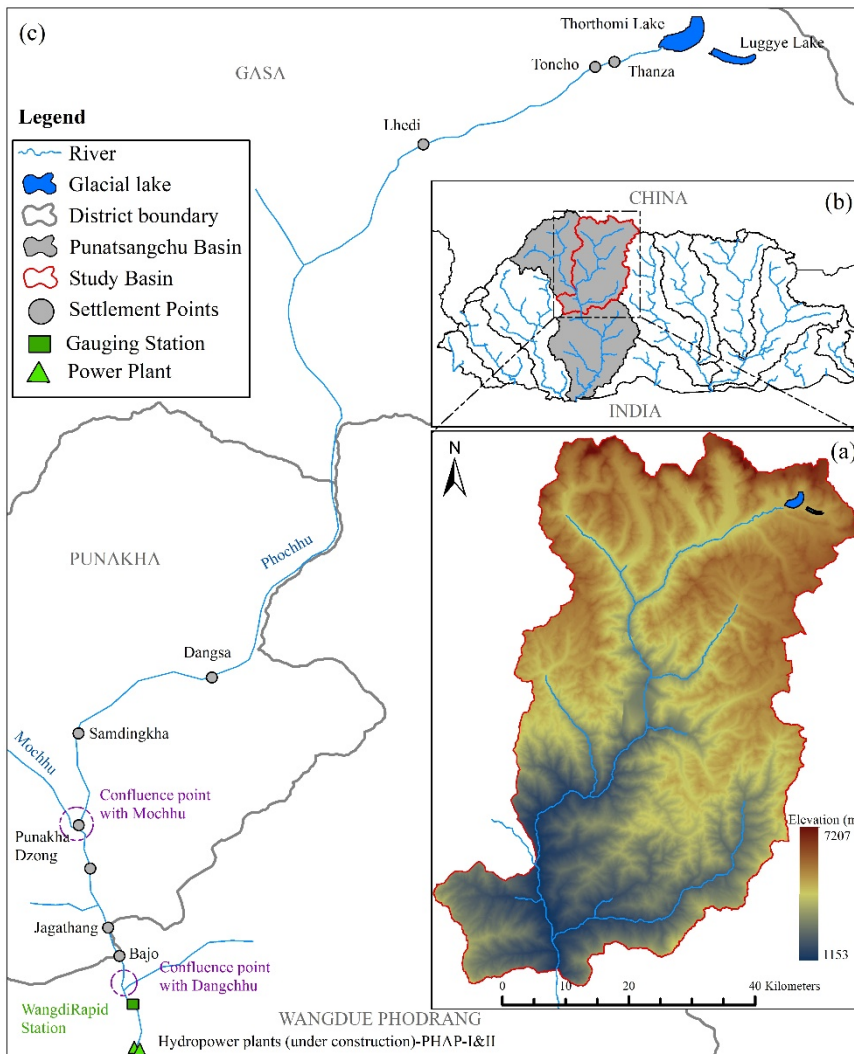 (c)
Thorthomi Lake
Luggye Lake
Toncho
Thanza
GASA
Lhedi
Legend
River
Glacial lake
District boundary
Punatsangchu Basin
Study Basin
Settlement Points
Gauging Station
Power Plant
CHINA
(b)
INDIA
(a)
N
PUNAKHA
Phochhu
Dangsa
Samdingkha
Mochhu
Confluence point
with Mochhu
Punakha
Dzong
Jagathang
Bajo
Confluence point
with Dangchhu
WangdiRapid
Station
WANGDUE PHODRANG
Hydropower plants (under construction)-PHAP-I&II
Elevation (m
7207
1153
0 10 20 40 Kilometers